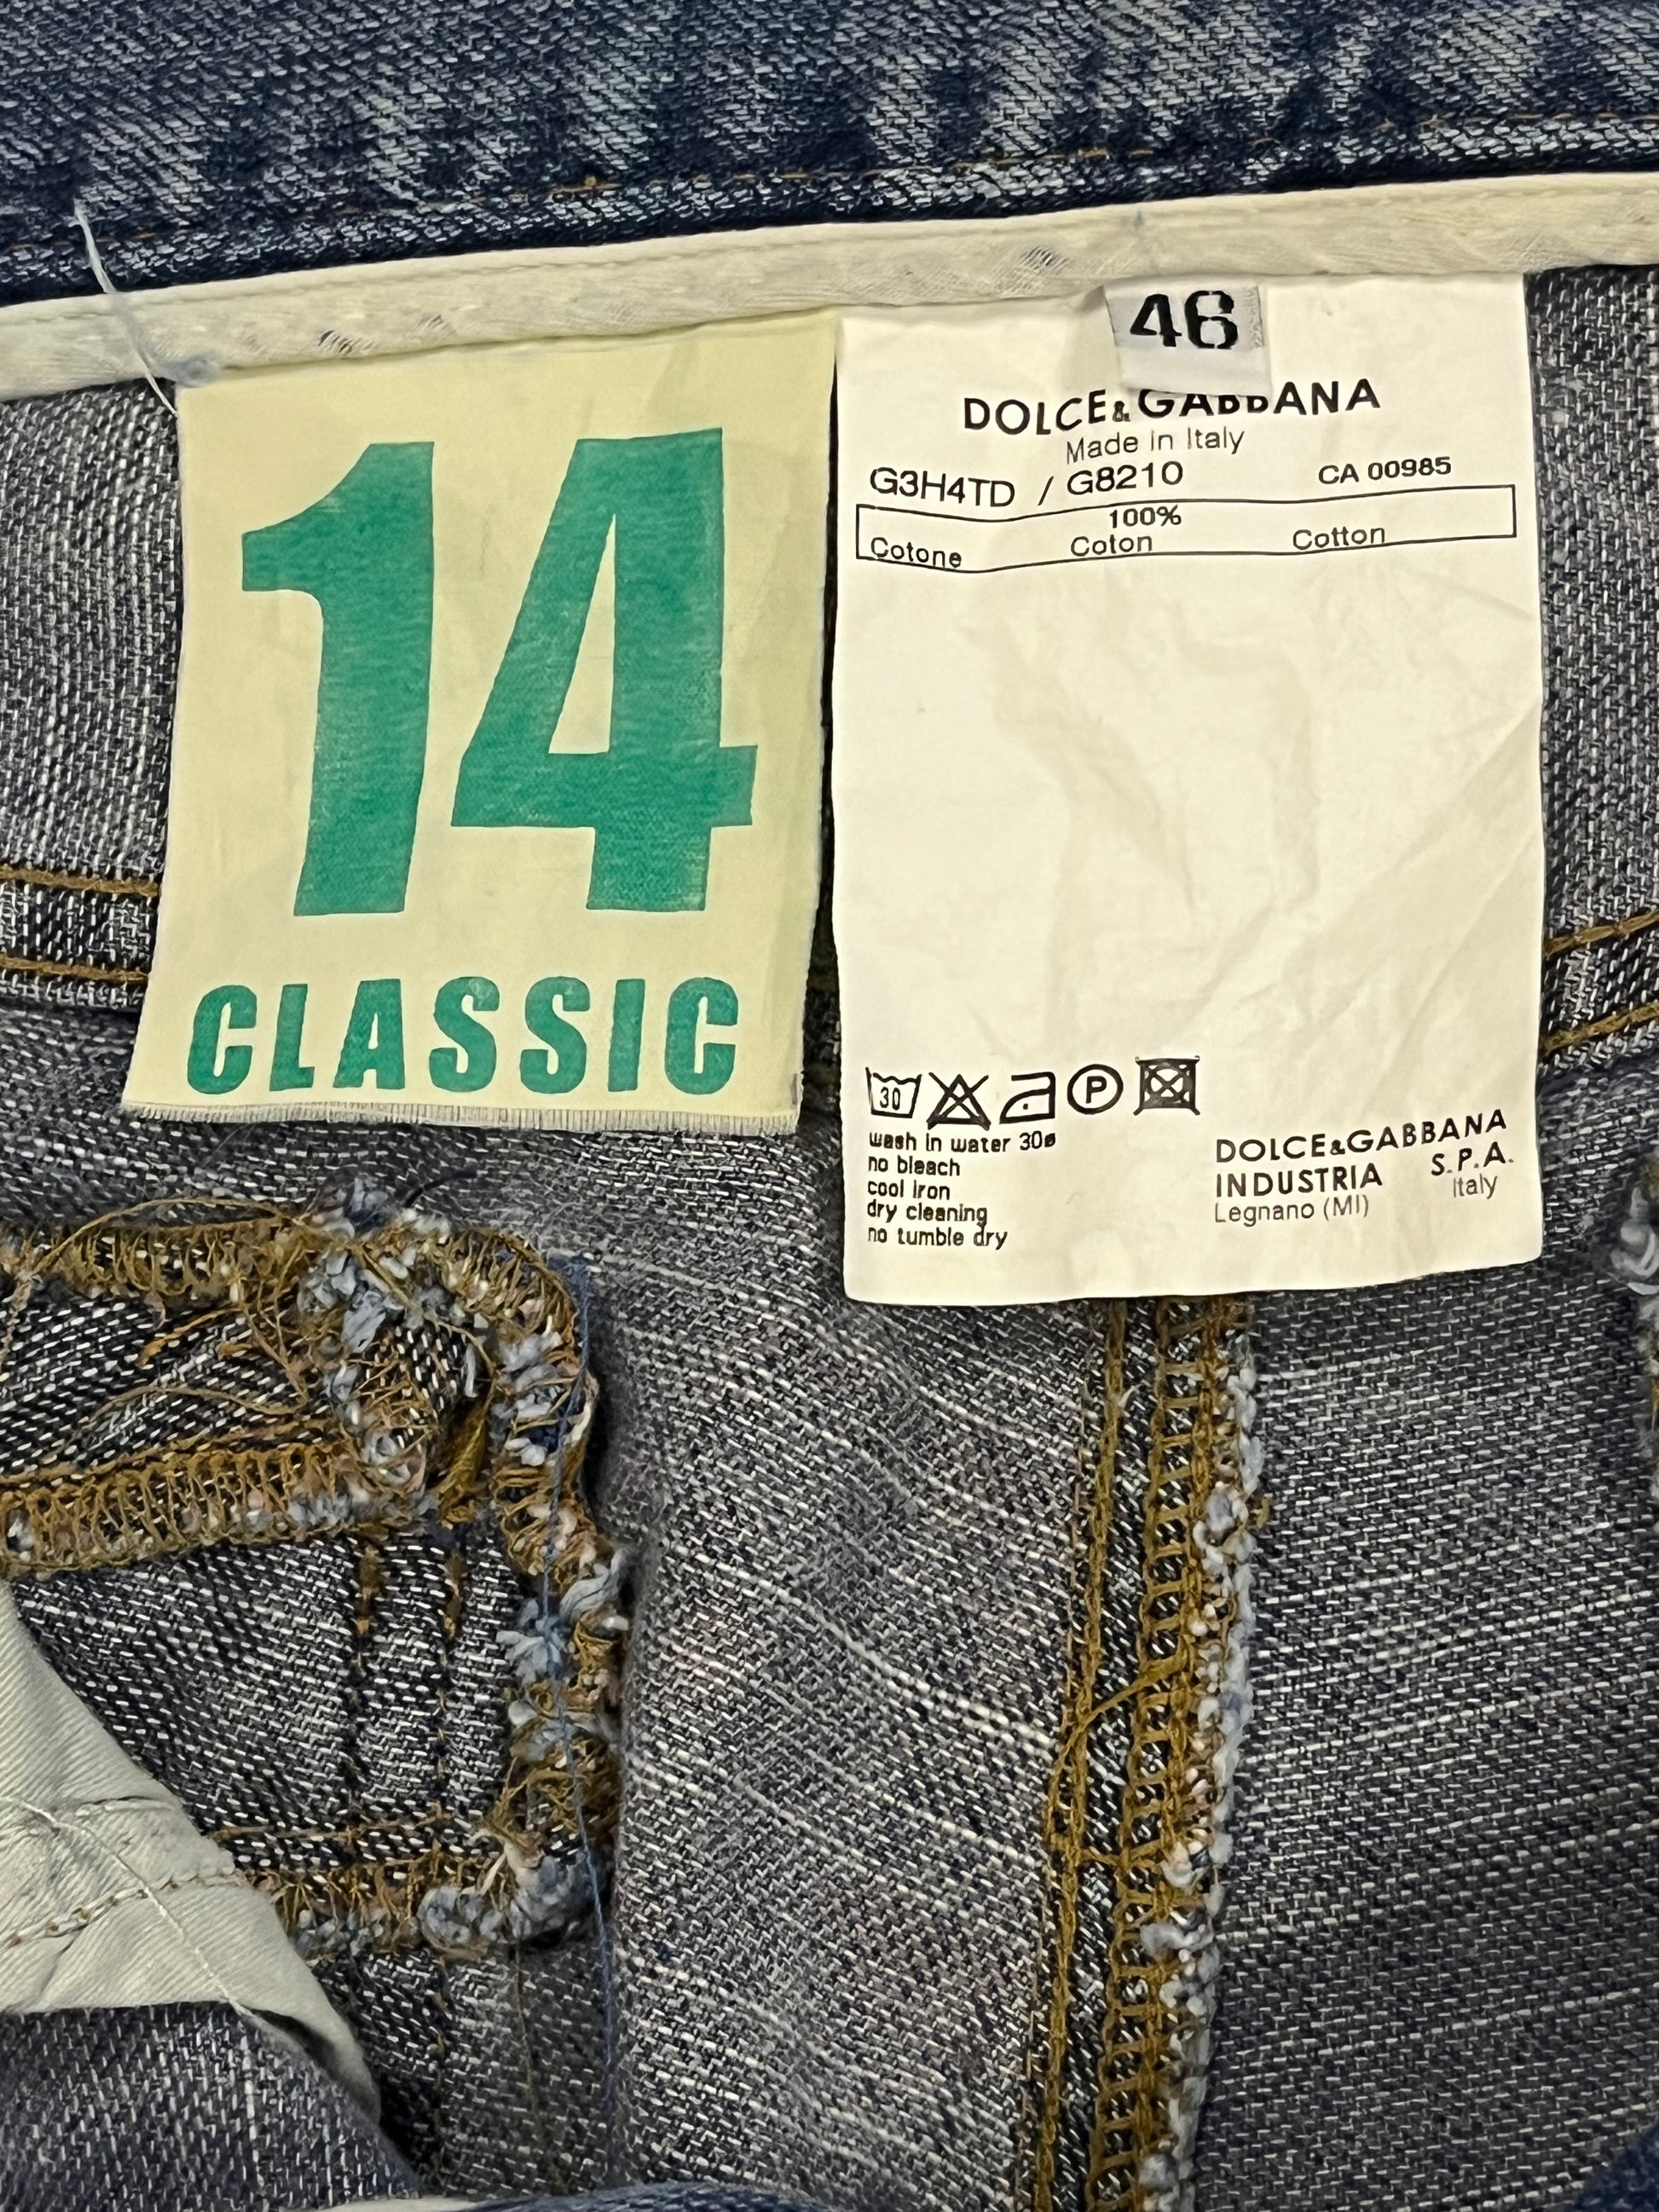 14
CLASSIC
46
DOLCE&GABBANA
Made in Italy
G3H4TD / G8210 CA 00985
100%
Cotone Coton Cotton
30 P
wash in water 30ø
no bleach
cool iron
dry cleaning
no tumble dry
DOLCE&GABBANA
INDUSTRIA S.P.A.
Legnano (MI) Italy